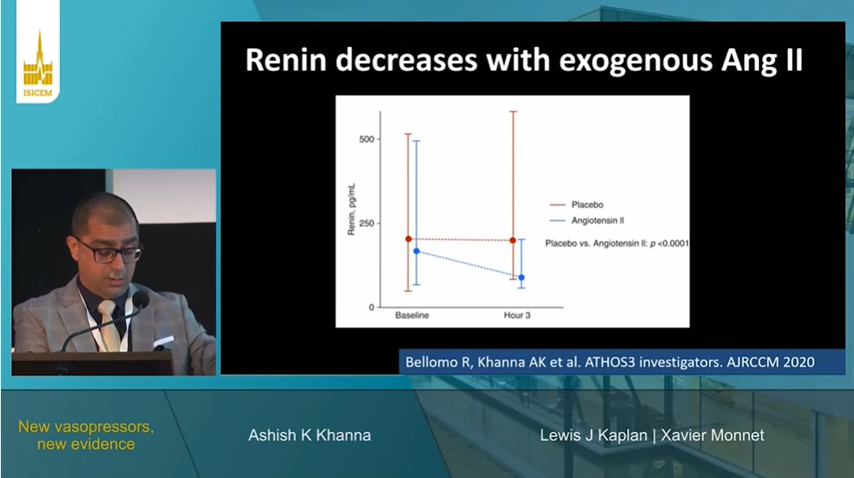 ISICEM
Renin decreases with exogenous Ang II
Renin, pg/mL
500
250
0
Baseline
Hour 3
Placebo
Angiotensin II
Placebo vs. Angiotensin II: p <0.0001
Bellomo R, Khanna AK et al. ATHOS3 investigators. AJRCCM 2020
New vasopressors,
new evidence
Ashish K Khanna
Lewis J Kaplan | Xavier Monnet